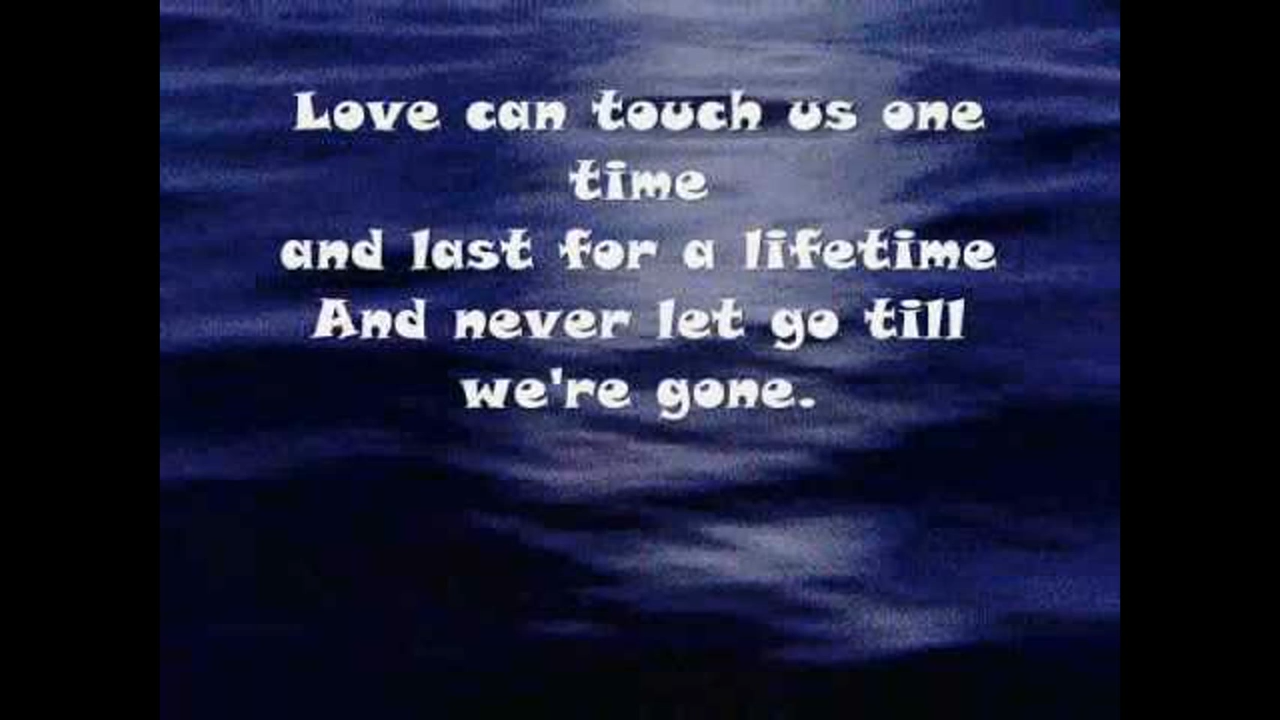 Love can touch us one
time
and last for a lifetime
And never let go till
we're gone.